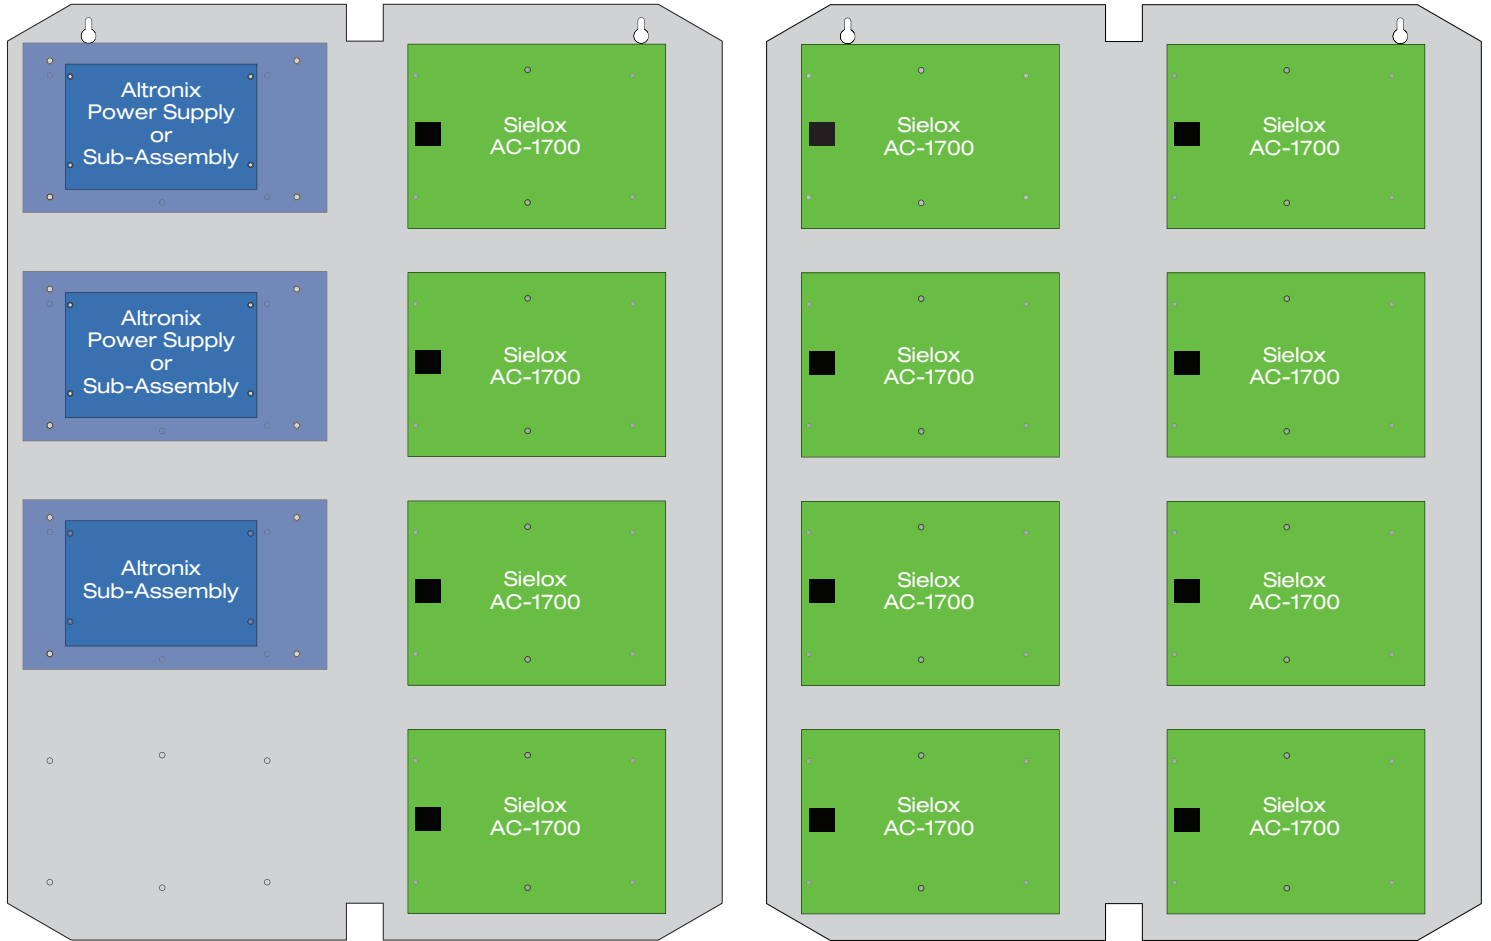 Altronix
Power Supply
or
Sub-Assembly
Sielox
AC-1700
Sielox
AC-1700
Sielox
AC-1700
Altronix
Power Supply
or
Sub-Assembly
Sielox
AC-1700
Sielox
AC-1700
Sielox
AC-1700
Altronix
Sub-Assembly
Sielox
AC-1700
Sielox
AC-1700
Sielox
AC-1700
Sielox
AC-1700
Sielox
AC-1700
Sielox
AC-1700